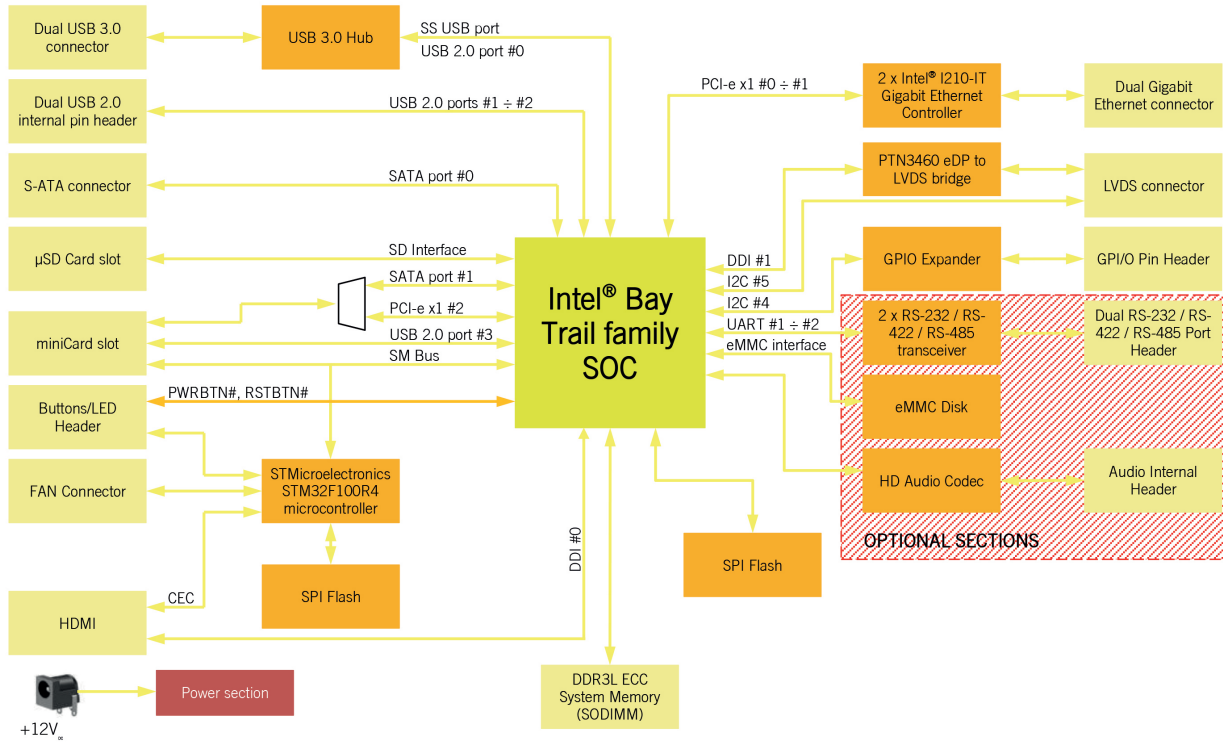 Dual USB 3.0
connector
USB 3.0 Hub
SS USB port
USB 2.0 port #0
Dual USB 2.0
internal pin header
USB 2.0 ports #1 ÷ #2
S-ATA connector
SATA port #0
µSD Card slot
SD Interface
SATA port #1
PCI-e x1 #2
miniCard slot
USB 2.0 port #3
SM Bus
Buttons/LED
Header
PWRBTN#, RSTBTN#
FAN Connector
STMicroelectronics
STM32F100R4
microcontroller
SPI Flash
CEC
HDMI
DDI #0
+12V
Power section
Intel® Bay
Trail family
SOC
DDR3L ECC
System Memory
(SODIMM)
SPI Flash
PCI-e x1 #0 ÷ #1
2 x Intel® I210-IT
Gigabit Ethernet
Controller
Dual Gigabit
Ethernet connector
PTN3460 eDP to
LVDS bridge
LVDS connector
DDI #1
I2C #5
I2C #4
UART #1 ÷ #2
eMMC interface
GPIO Expander
GPI/O Pin Header
2 x RS-232 / RS-
422 / RS-485
transceiver
Dual RS-232 / RS-
422 / RS-485 Port
Header
eMMC Disk
HD Audio Codec
Audio Internal
Header
OPTIONAL SECTIONS